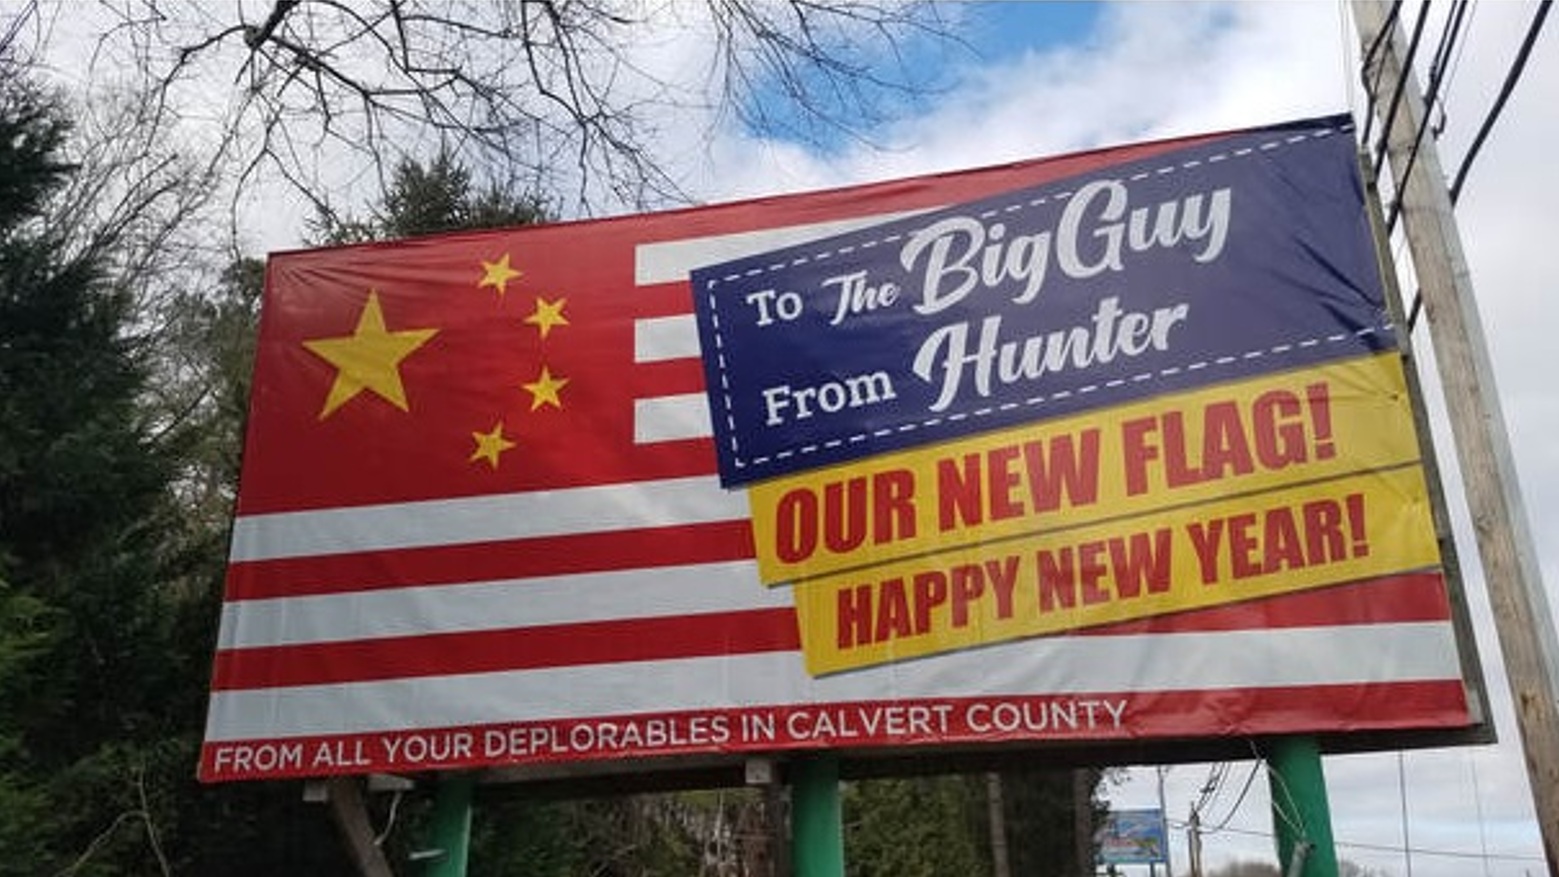 To The Big Guy
From Hunter
OUR NEW FLAG!
HAPPY NEW YEAR!
FROM ALL YOUR DEPLORABLES IN CALVERT COUNTY